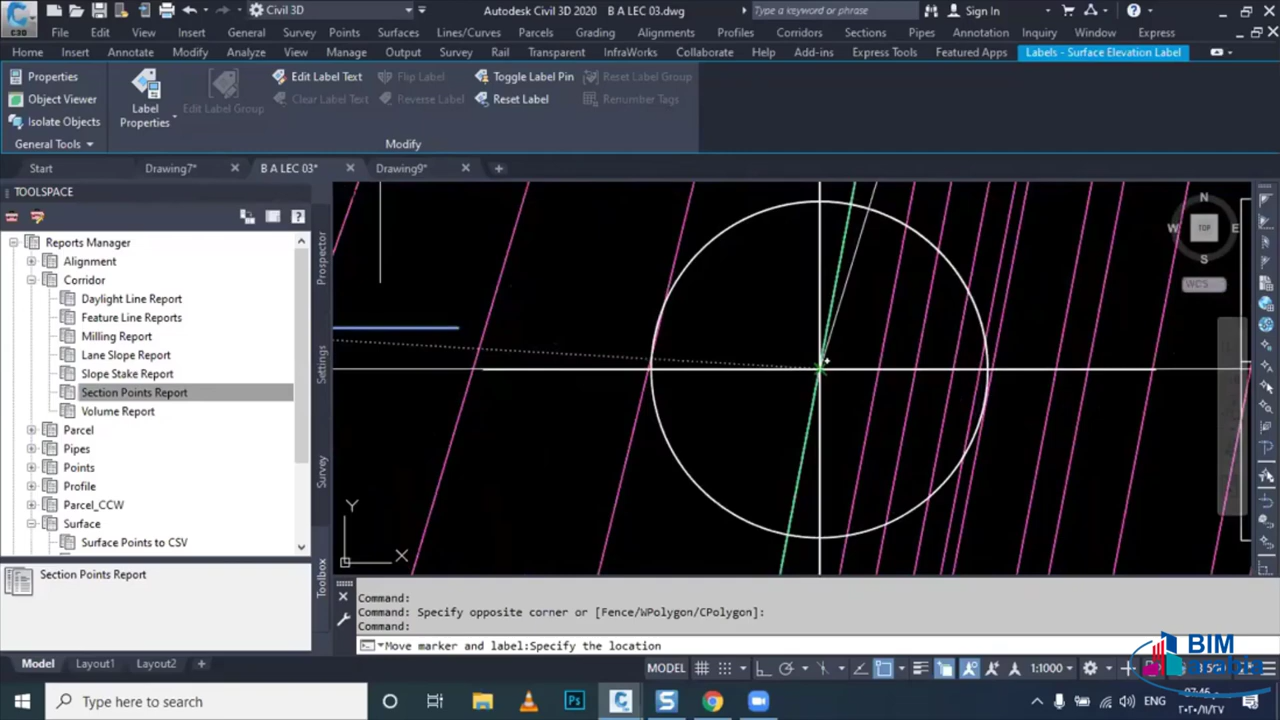 C3D
Civil 3D
Autodesk Civil 3D 2020
B A LEC 03.dwg
Type a keyword or phrase
Sign In
File
Edit
View
Insert
General
Survey
Points
Surfaces
Lines/Curves
Parcels
Grading
Alignments
Profiles
Corridors
Sections
Pipes
Annotation
Inquiry
Window
Express
Home
Insert
Annotate
Modify
Analyze
View
Manage
Output
Survey
Rail
Transparent
InfraWorks
Collaborate
Help
Add-ins
Express Tools
Featured Apps
Labels - Surface Elevation Label
Properties
Object Viewer
Isolate Objects
General Tools
Label
Properties
Edit Label Group
Edit Label Text
Clear Label Text
Flip Label
Reverse Label
Toggle Label Pin
Reset Label
Reset Label Group
Renumber Tags
Modify
Start
Drawing7*
B A LEC 03*
Drawing9*
TOOLSPACE
Reports Manager
Alignment
Corridor
Daylight Line Report
Feature Line Reports
Milling Report
Lane Slope Report
Slope Stake Report
Section Points Report
Volume Report
Parcel
Pipes
Points
Profile
Parcel_CCW
Surface
Surface Points to CSV
Section Points Report
Prospector
Settings
Survey
Toolbox
N
W
TOP
E
S
WCS
Y
X
Command:
Command: Specify opposite corner or [Fence/WPolygon/CPolygon]:
Command:
Move marker and label:Specify the location
Model
Layout1
Layout2
MODEL
1:1000
BIM
Type here to search
Ps
S